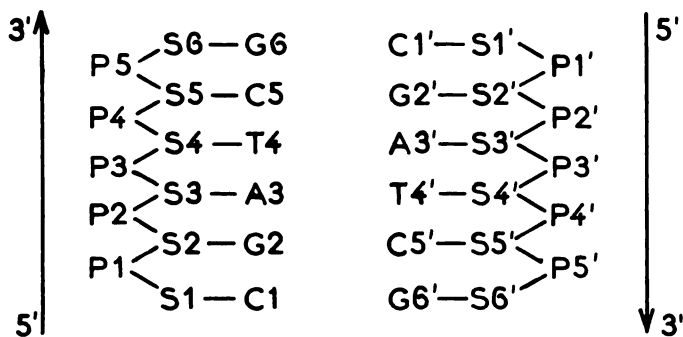 3' S6—G6 C1'—S1' 5'
P5 P1'
S5—C5 G2'—S2'
P4 P2'
S4—T4 A3'—S3'
P3 P3'
S3—A3 T4'—S4'
P2 P4'
S2—G2 C5'—S5'
P1 P5'
S1—C1 G6'—S6'
5' 3'